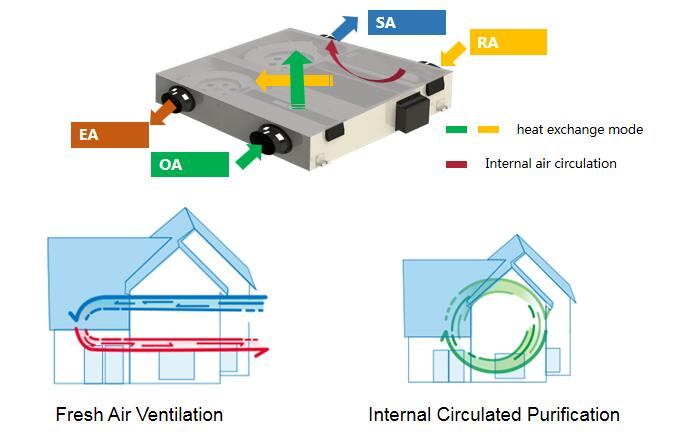 SA
RA
EA
OA
heat exchange mode
Internal air circulation
Fresh Air Ventilation
Internal Circulated Purification